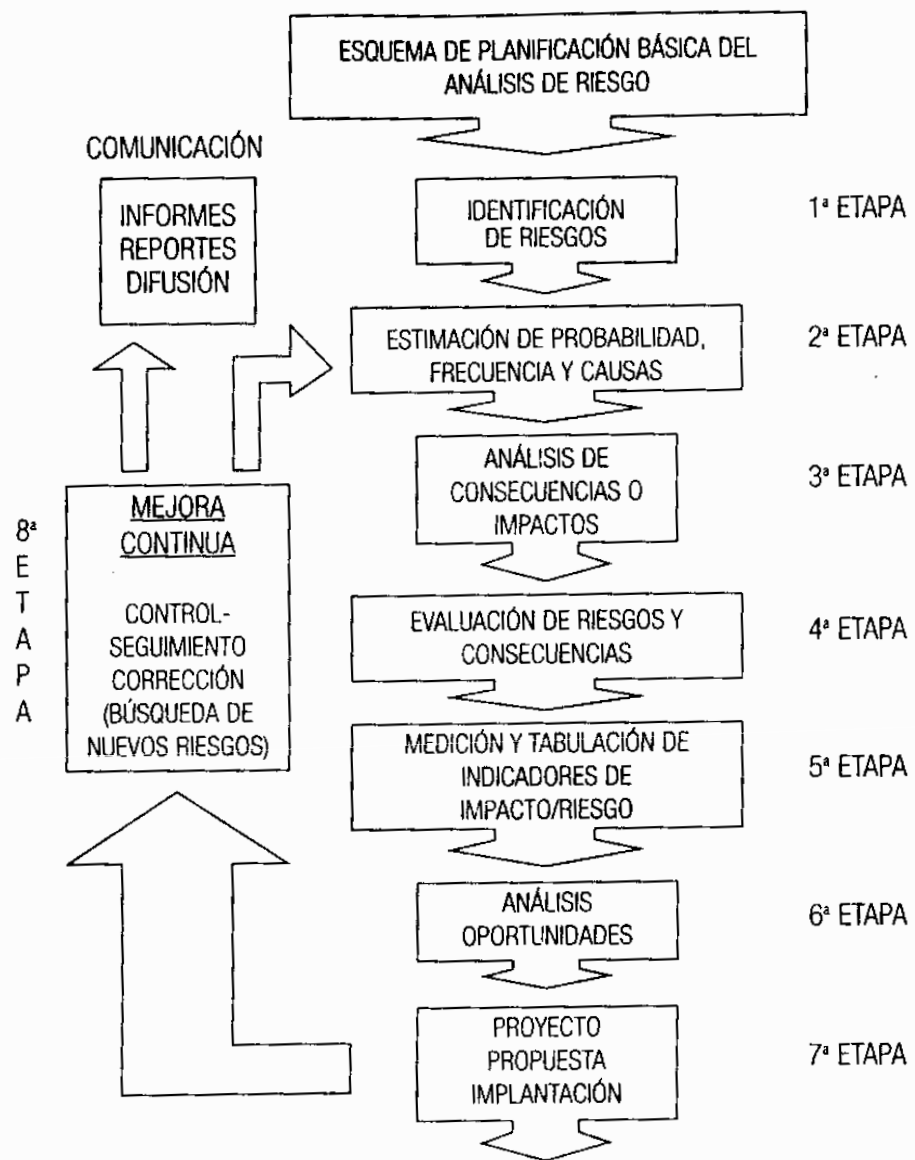 ESQUEMA DE PLANIFICACIÓN BÁSICA DEL
ANÁLISIS DE RIESGO
COMUNICACIÓN
INFORMES
REPORTES
DIFUSIÓN
IDENTIFICACIÓN
DE RIESGOS
1ª ETAPA
ESTIMACIÓN DE PROBABILIDAD,
FRECUENCIA Y CAUSAS
2ª ETAPA
ANÁLISIS DE
CONSECUENCIAS O
IMPACTOS
3ª ETAPA
8ª
E
T
A
P
A
MEJORA
CONTINUA
CONTROL-
SEGUIMIENTO
CORRECCIÓN
(BÚSQUEDA DE
NUEVOS RIESGOS)
EVALUACIÓN DE RIESGOS Y
CONSECUENCIAS
4ª ETAPA
MEDICIÓN Y TABULACIÓN DE
INDICADORES DE
IMPACTO/RIESGO
5ª ETAPA
ANÁLISIS
OPORTUNIDADES
6ª ETAPA
PROYECTO
PROPUESTA
IMPLANTACIÓN
7ª ETAPA